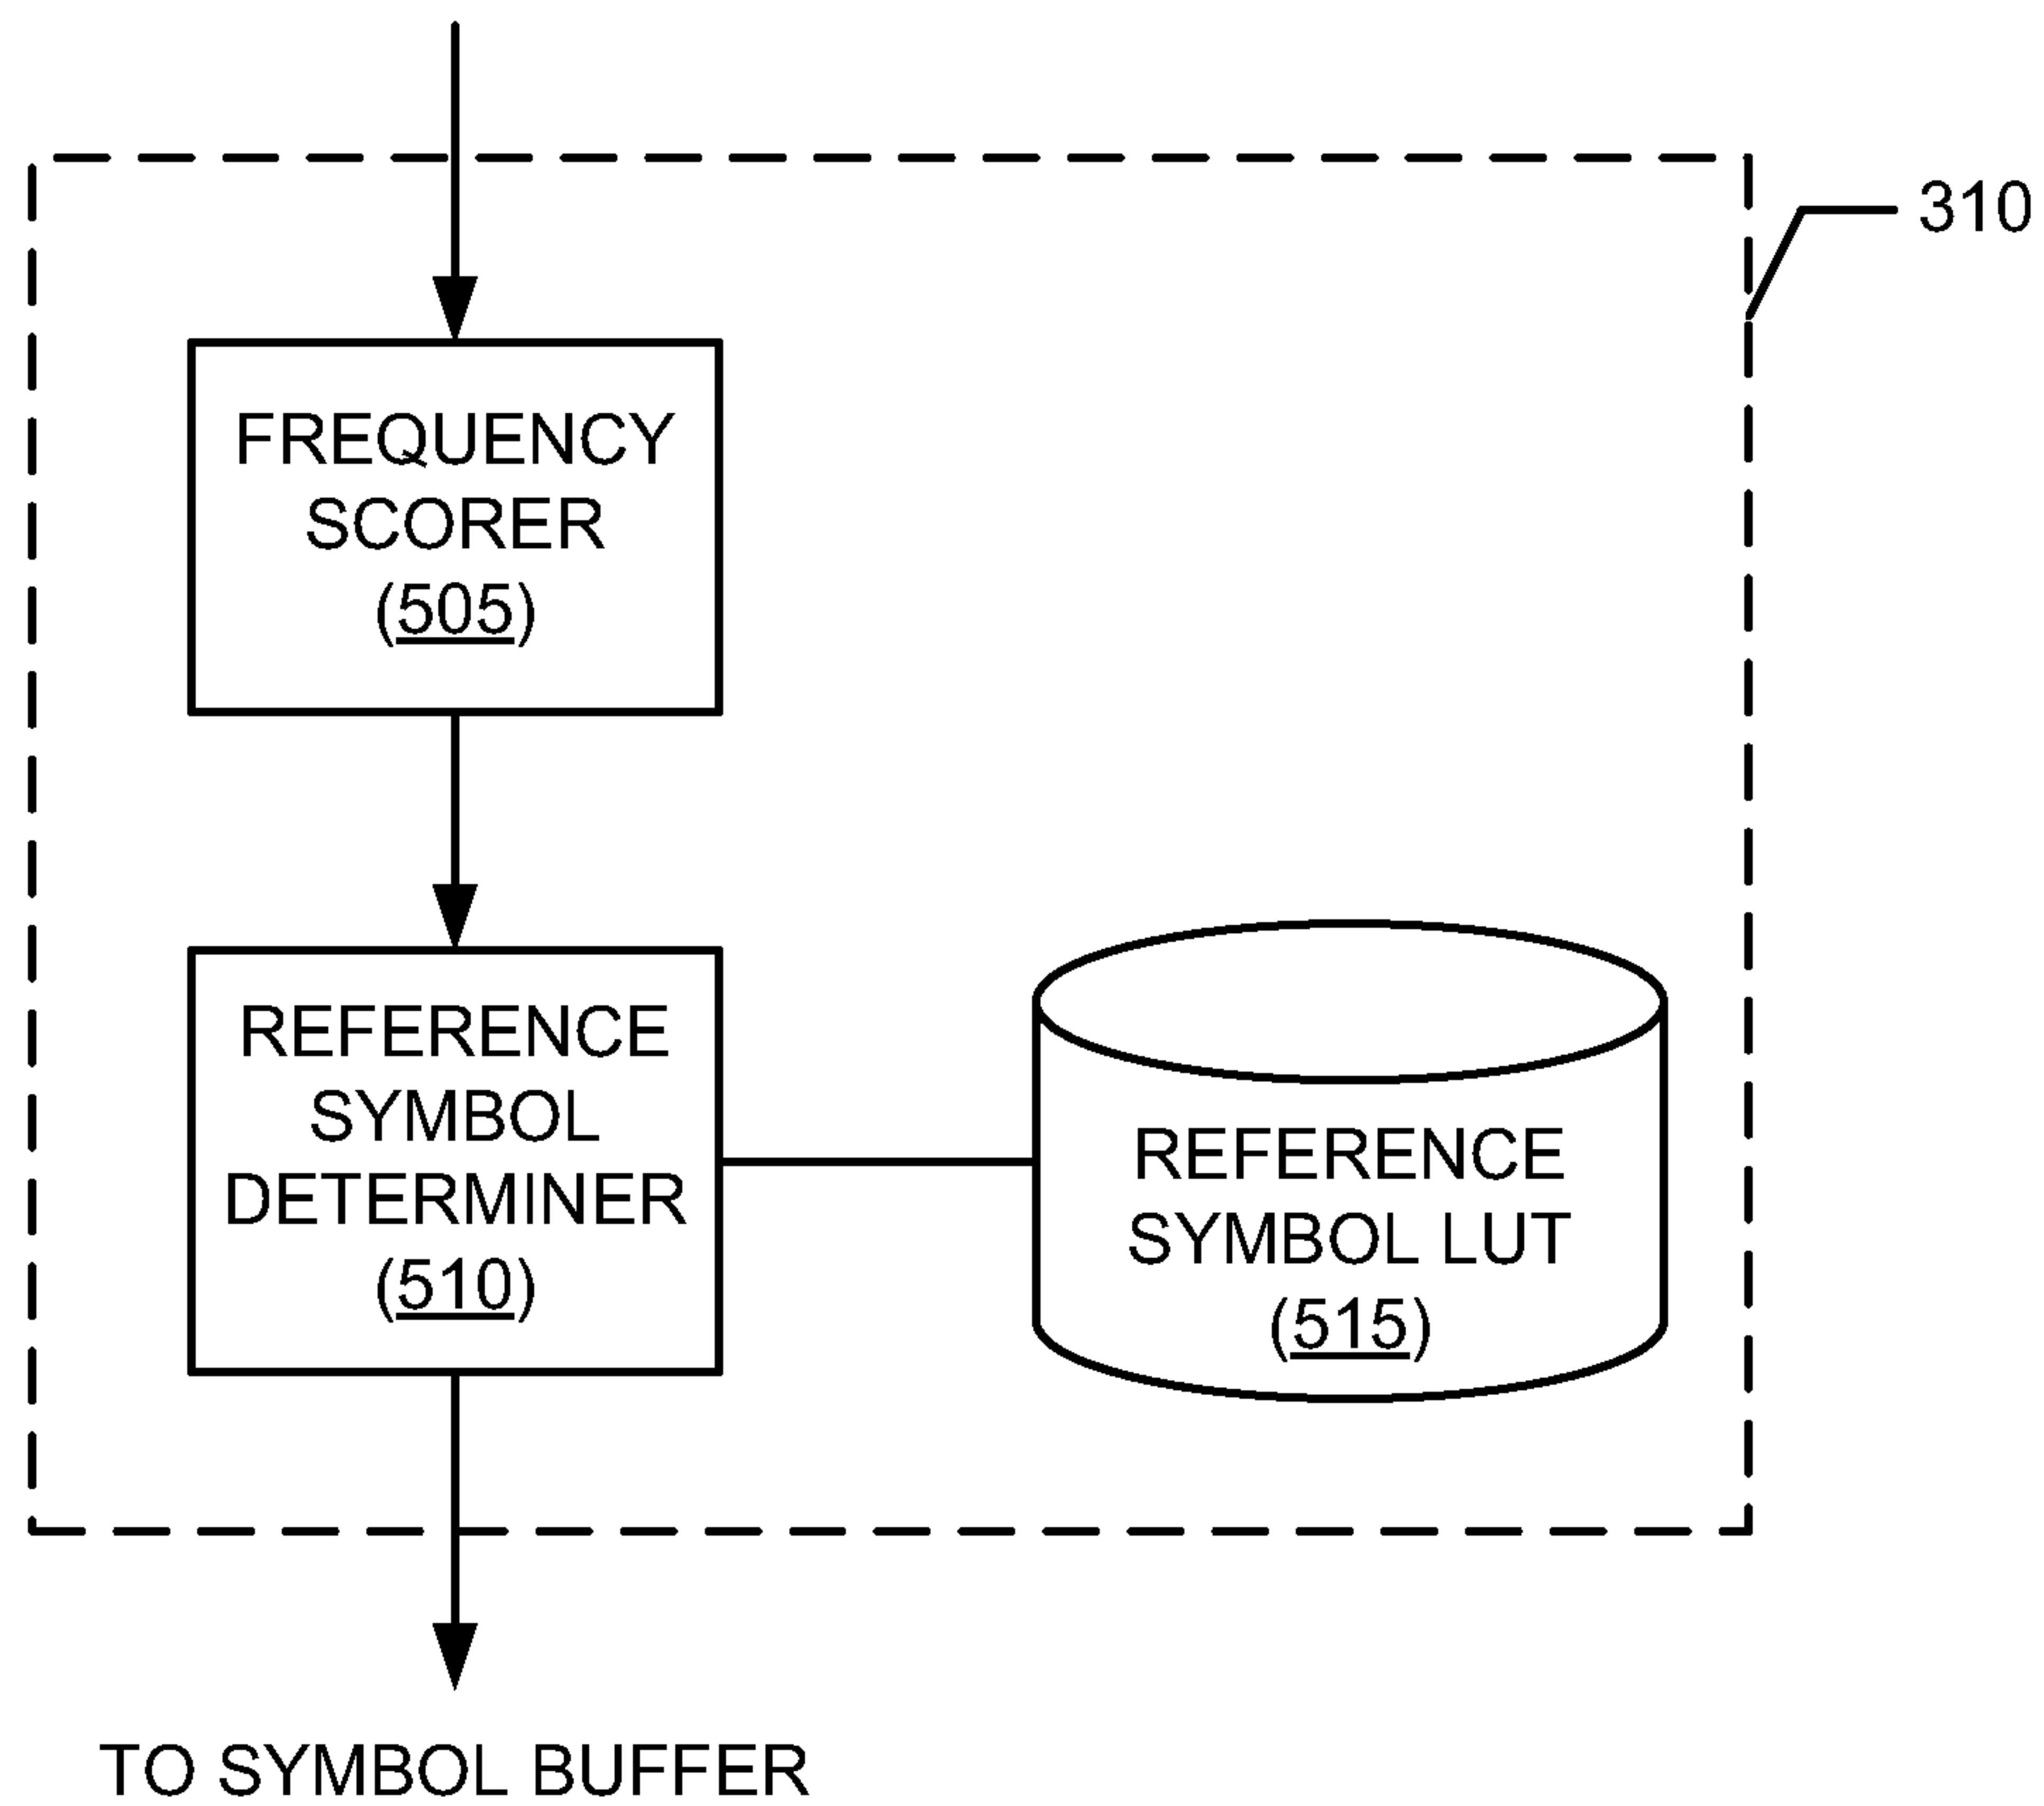 310
FREQUENCY
SCORER
(505)
REFERENCE
SYMBOL
DETERMINER
(510)
REFERENCE
SYMBOL LUT
(515)
TO SYMBOL BUFFER